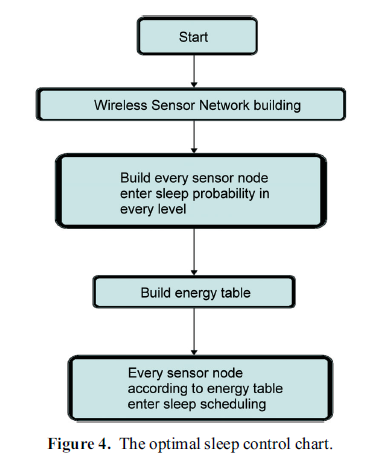 Start
Wireless Sensor Network building
Build every sensor node
enter sleep probability in
every level
Build energy table
Every sensor node
according to energy table
enter sleep scheduling
Figure 4. The optimal sleep control chart.